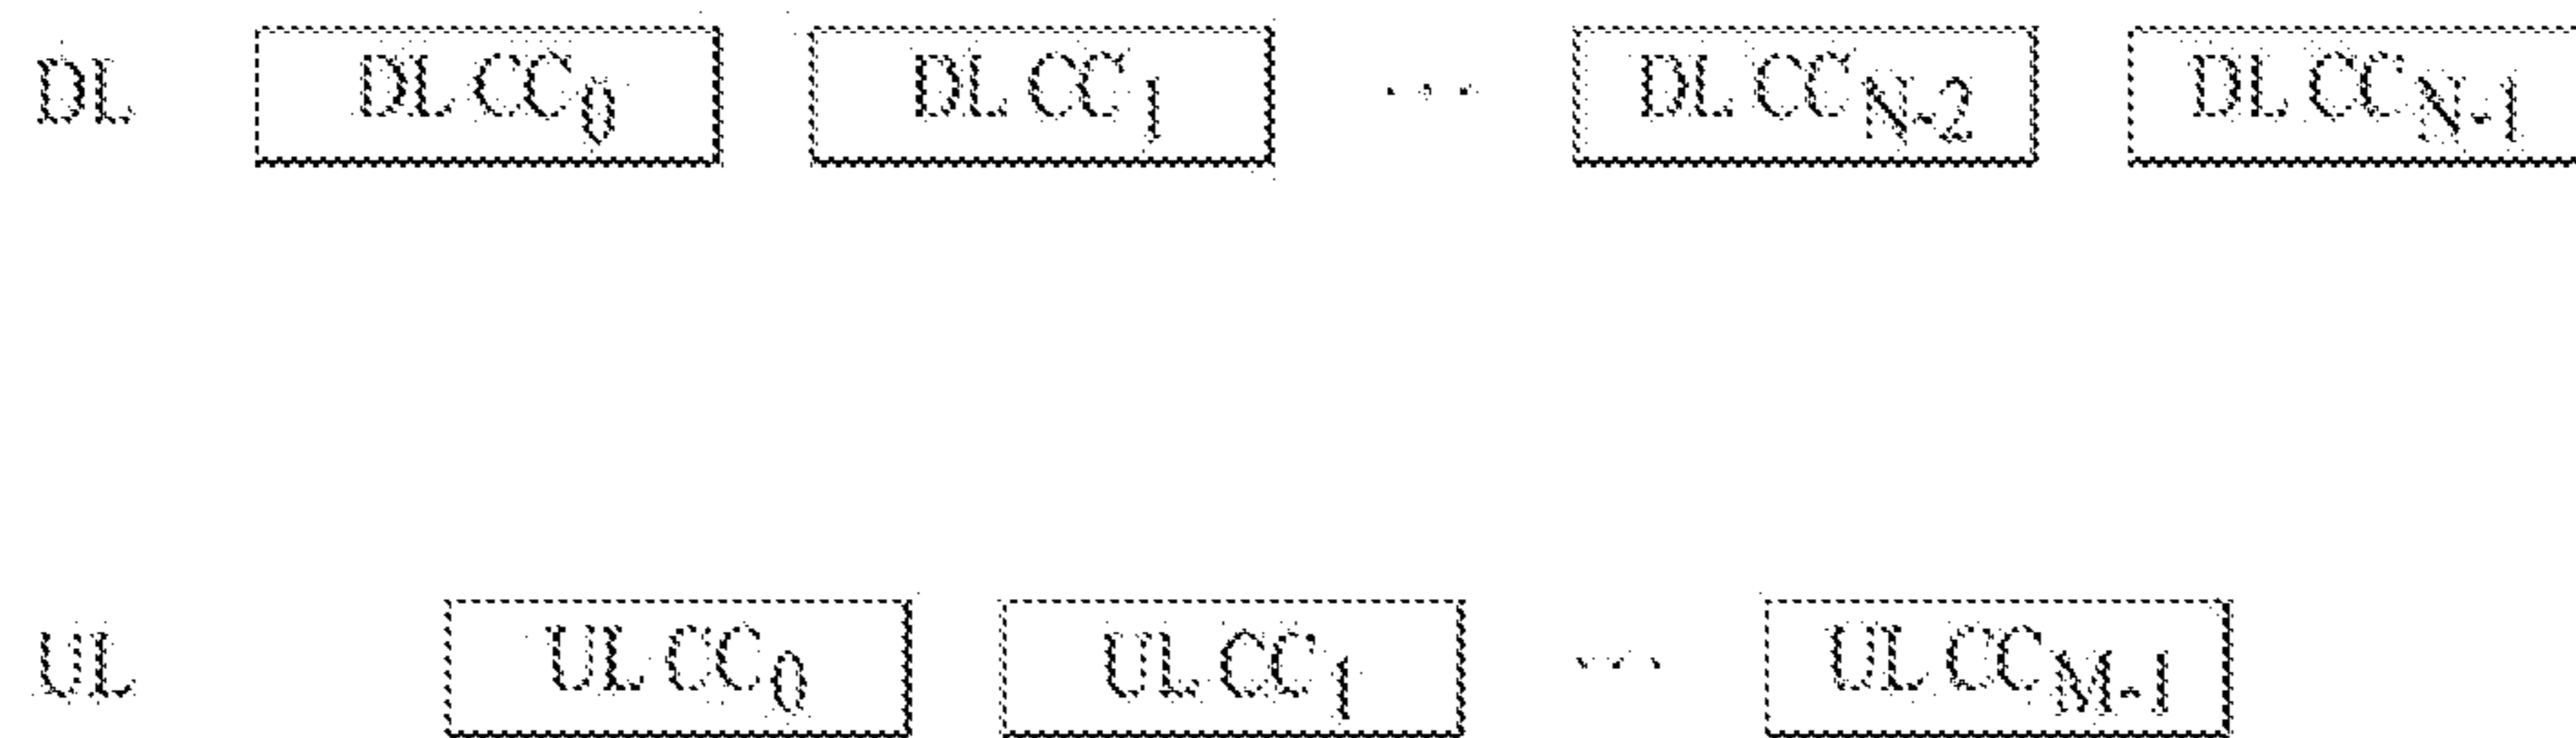 DL DL CC0 DL CC1 ... DL CCN-2 DL CCN-1
UL UL CC0 UL CC1 ... UL CCM-1